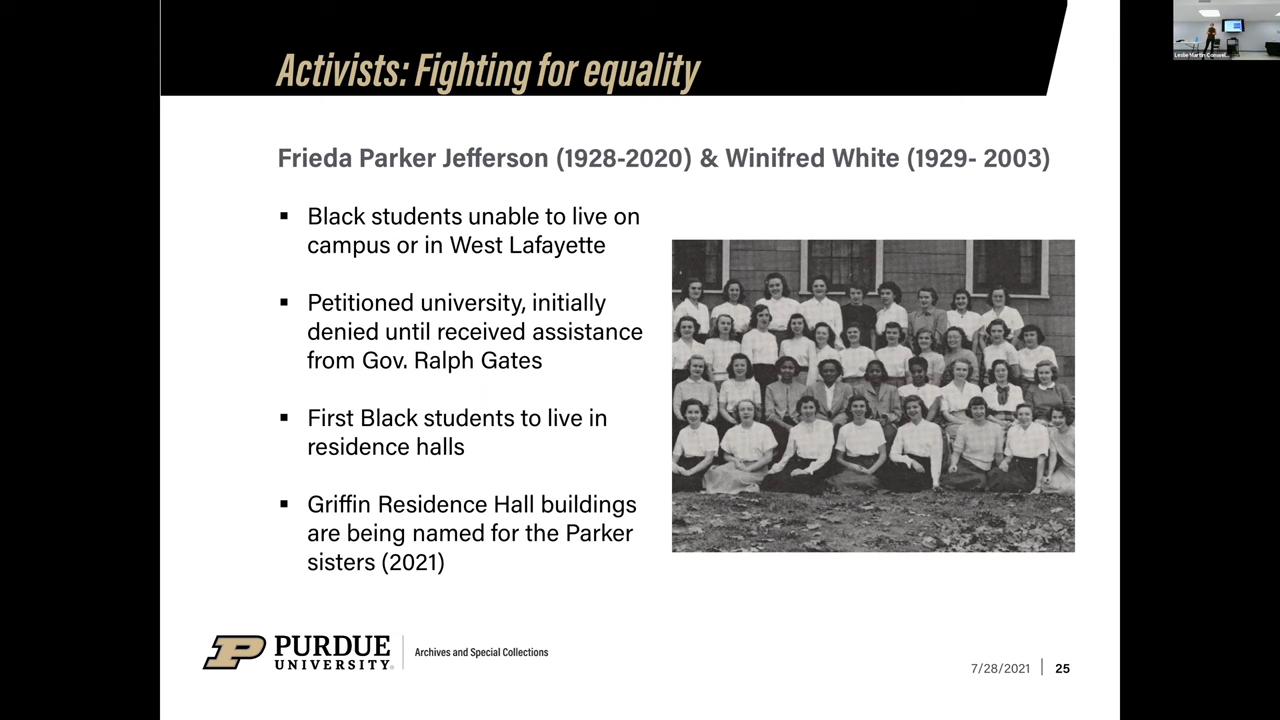 Activists: Fighting for equality
Leslie Martin Conwel...
Frieda Parker Jefferson (1928-2020) & Winifred White (1929- 2003)
▪ Black students unable to live on
campus or in West Lafayette
▪ Petitioned university, initially
denied until received assistance
from Gov. Ralph Gates
▪ First Black students to live in
residence halls
▪ Griffin Residence Hall buildings
are being named for the Parker
sisters (2021)
P PURDUE
UNIVERSITY®
Archives and Special Collections
7/28/2021 | 25